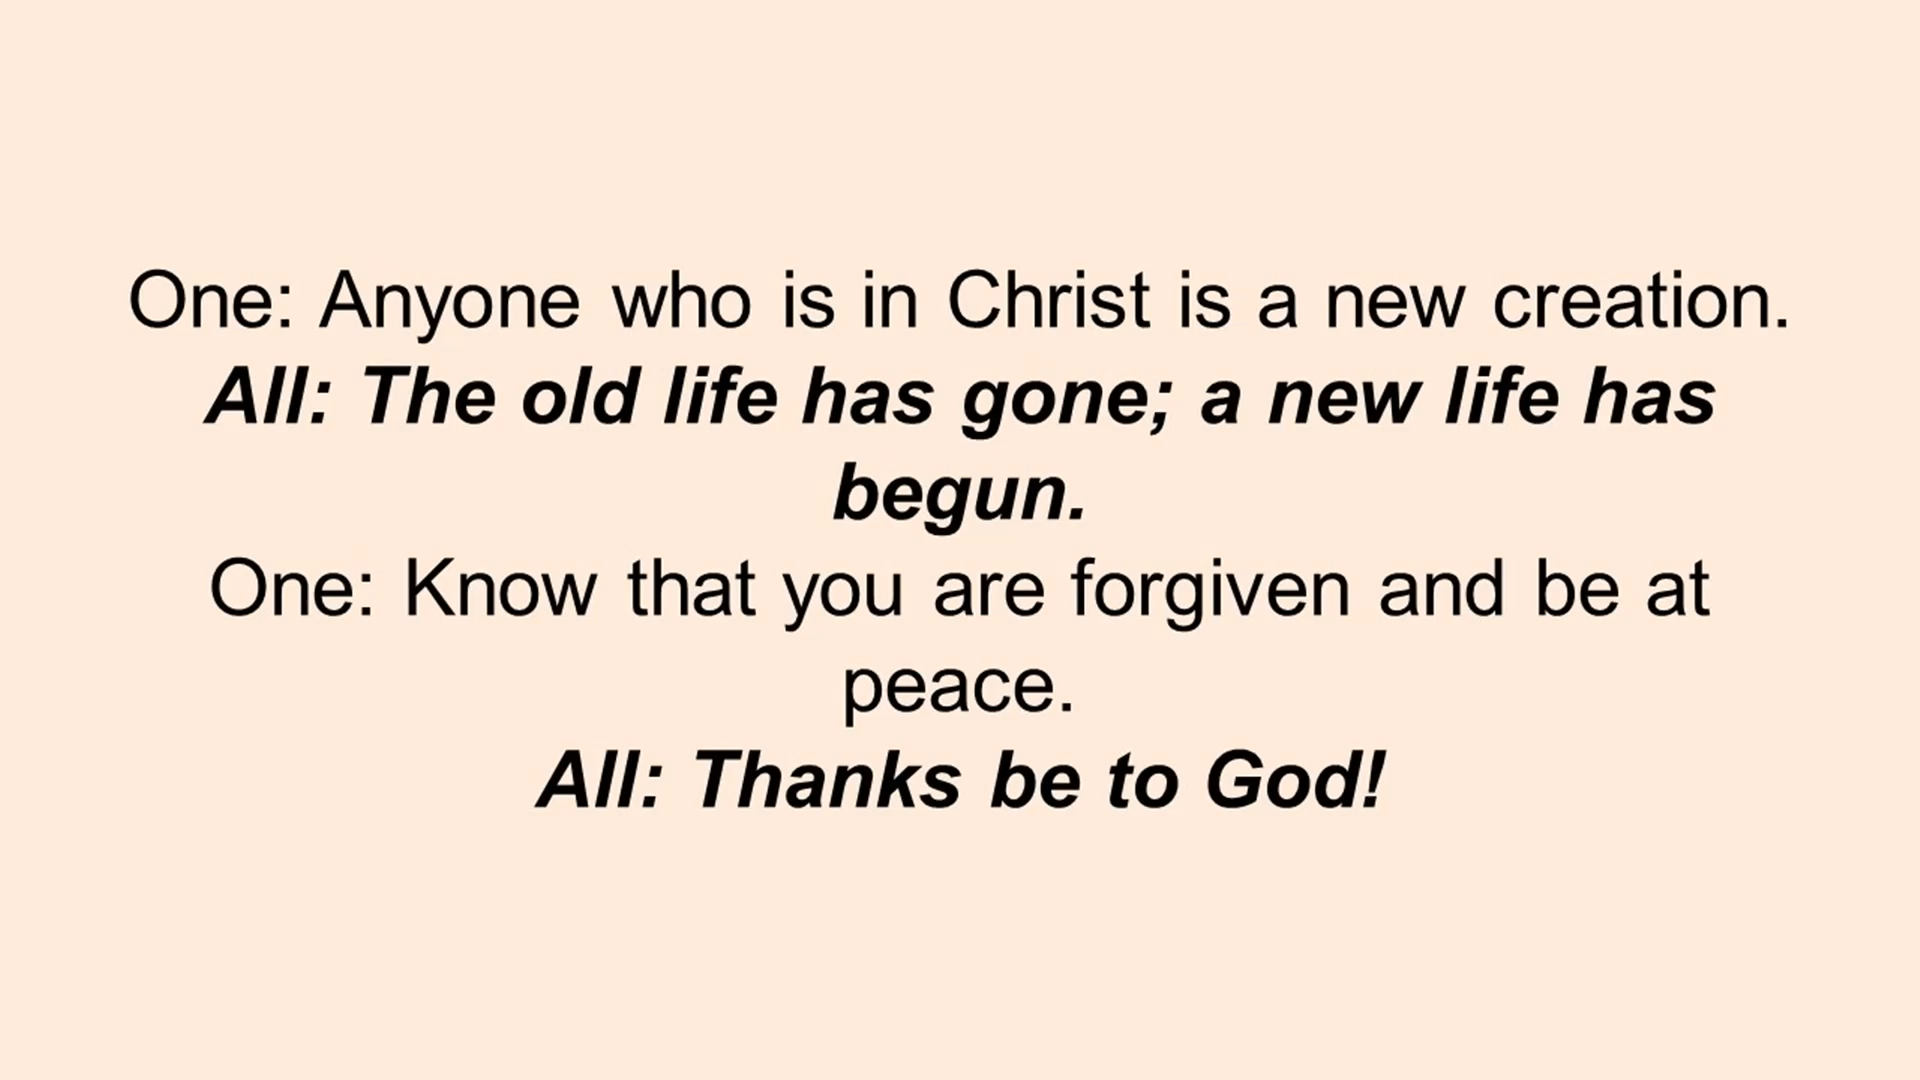 One: Anyone who is in Christ is a new creation.
All: The old life has gone; a new life has
begun.
One: Know that you are forgiven and be at
peace.
All: Thanks be to God!